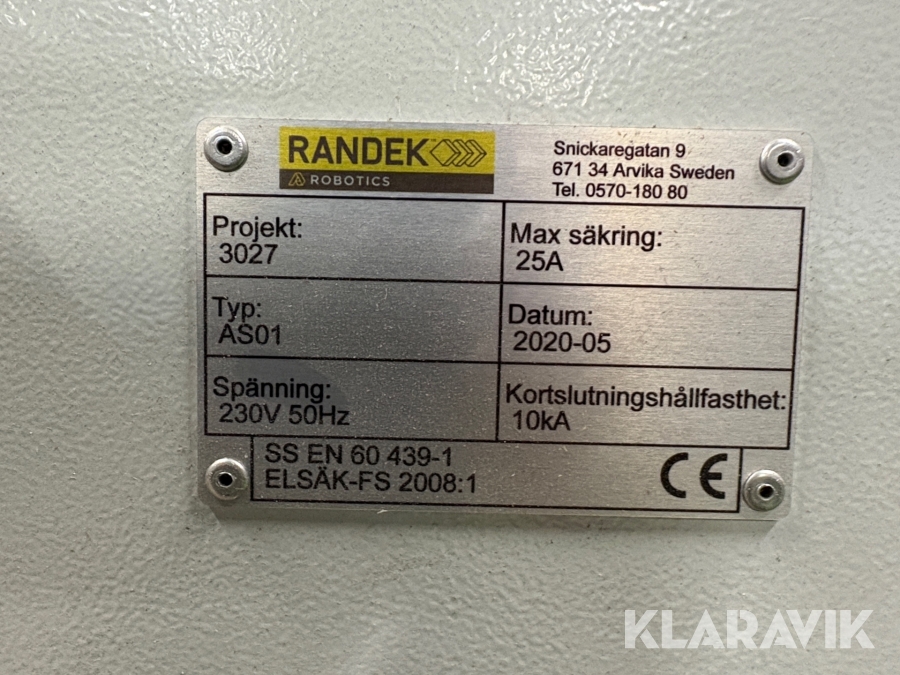 RANDEK
ROBOTICS
Snickaregatan 9
671 34 Arvika Sweden
Tel. 0570-180 80
Projekt:
3027
Max säkring:
25A
Typ:
AS01
Datum:
2020-05
Spänning:
230V 50Hz
Kortslutningshållfasthet:
10kA
SS EN 60 439-1
ELSÄK-FS 2008:1
CE
KLARAVIK